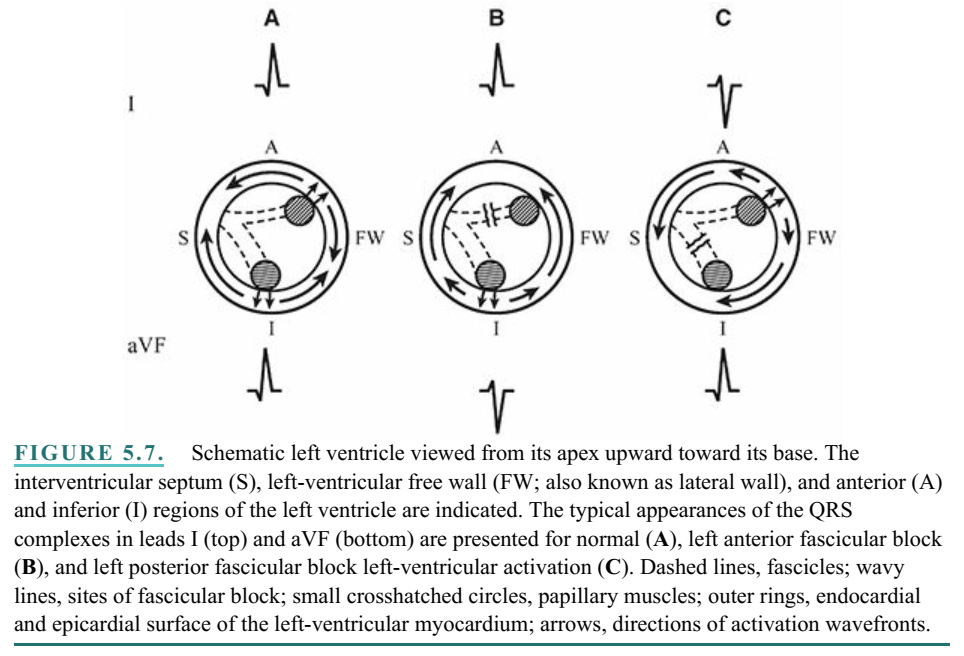 A B C
I
A A A
S FW S FW S FW
I I I
aVF
FIGURE 5.7. Schematic left ventricle viewed from its apex upward toward its base. The
interventricular septum (S), left-ventricular free wall (FW; also known as lateral wall), and anterior (A)
and inferior (I) regions of the left ventricle are indicated. The typical appearances of the QRS
complexes in leads I (top) and aVF (bottom) are presented for normal (A), left anterior fascicular block
(B), and left posterior fascicular block left-ventricular activation (C). Dashed lines, fascicles; wavy
lines, sites of fascicular block; small crosshatched circles, papillary muscles; outer rings, endocardial
and epicardial surface of the left-ventricular myocardium; arrows, directions of activation wavefronts.